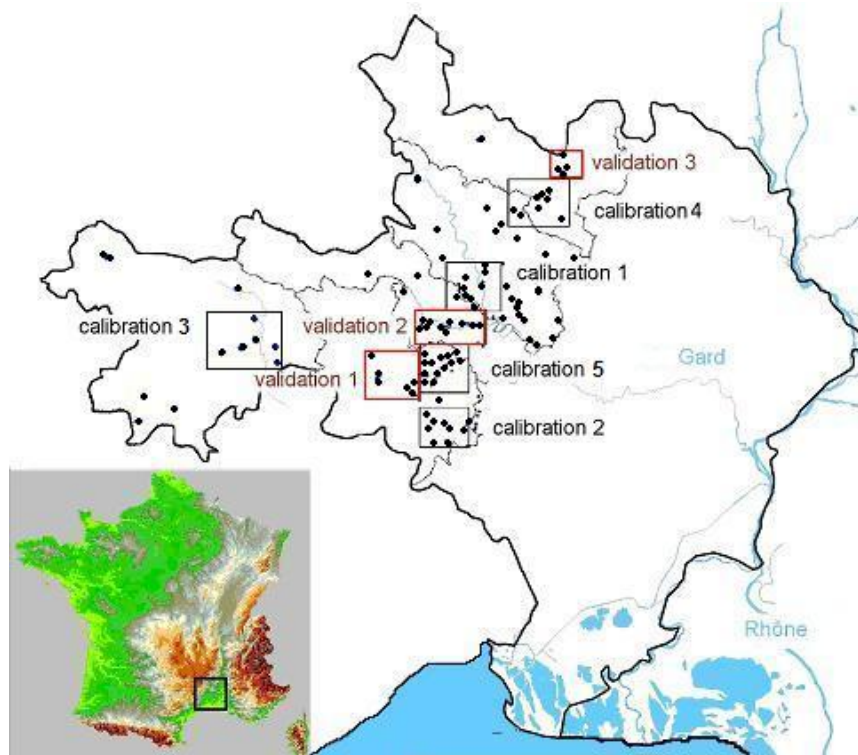 validation 3
calibration 4
calibration 1
calibration 3
validation 2
Gard
validation 1
calibration 5
calibration 2
Rhône